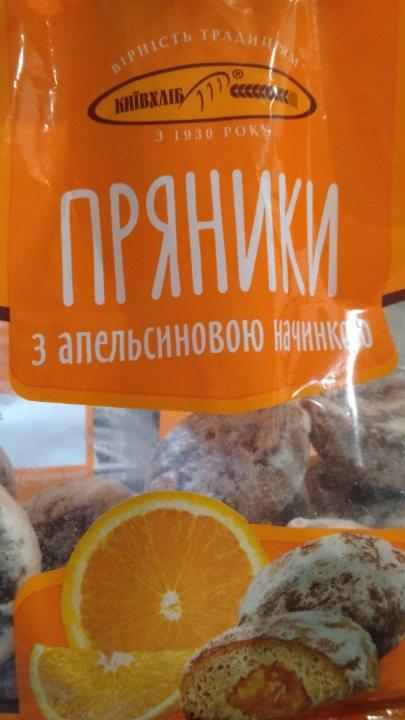 ВІРНІСТЬ ТРАДИЦІЯМ
КИЇВХЛІБ®
З 1930 РОКУ
ПРЯНИКИ
з апельсиновою начинкою